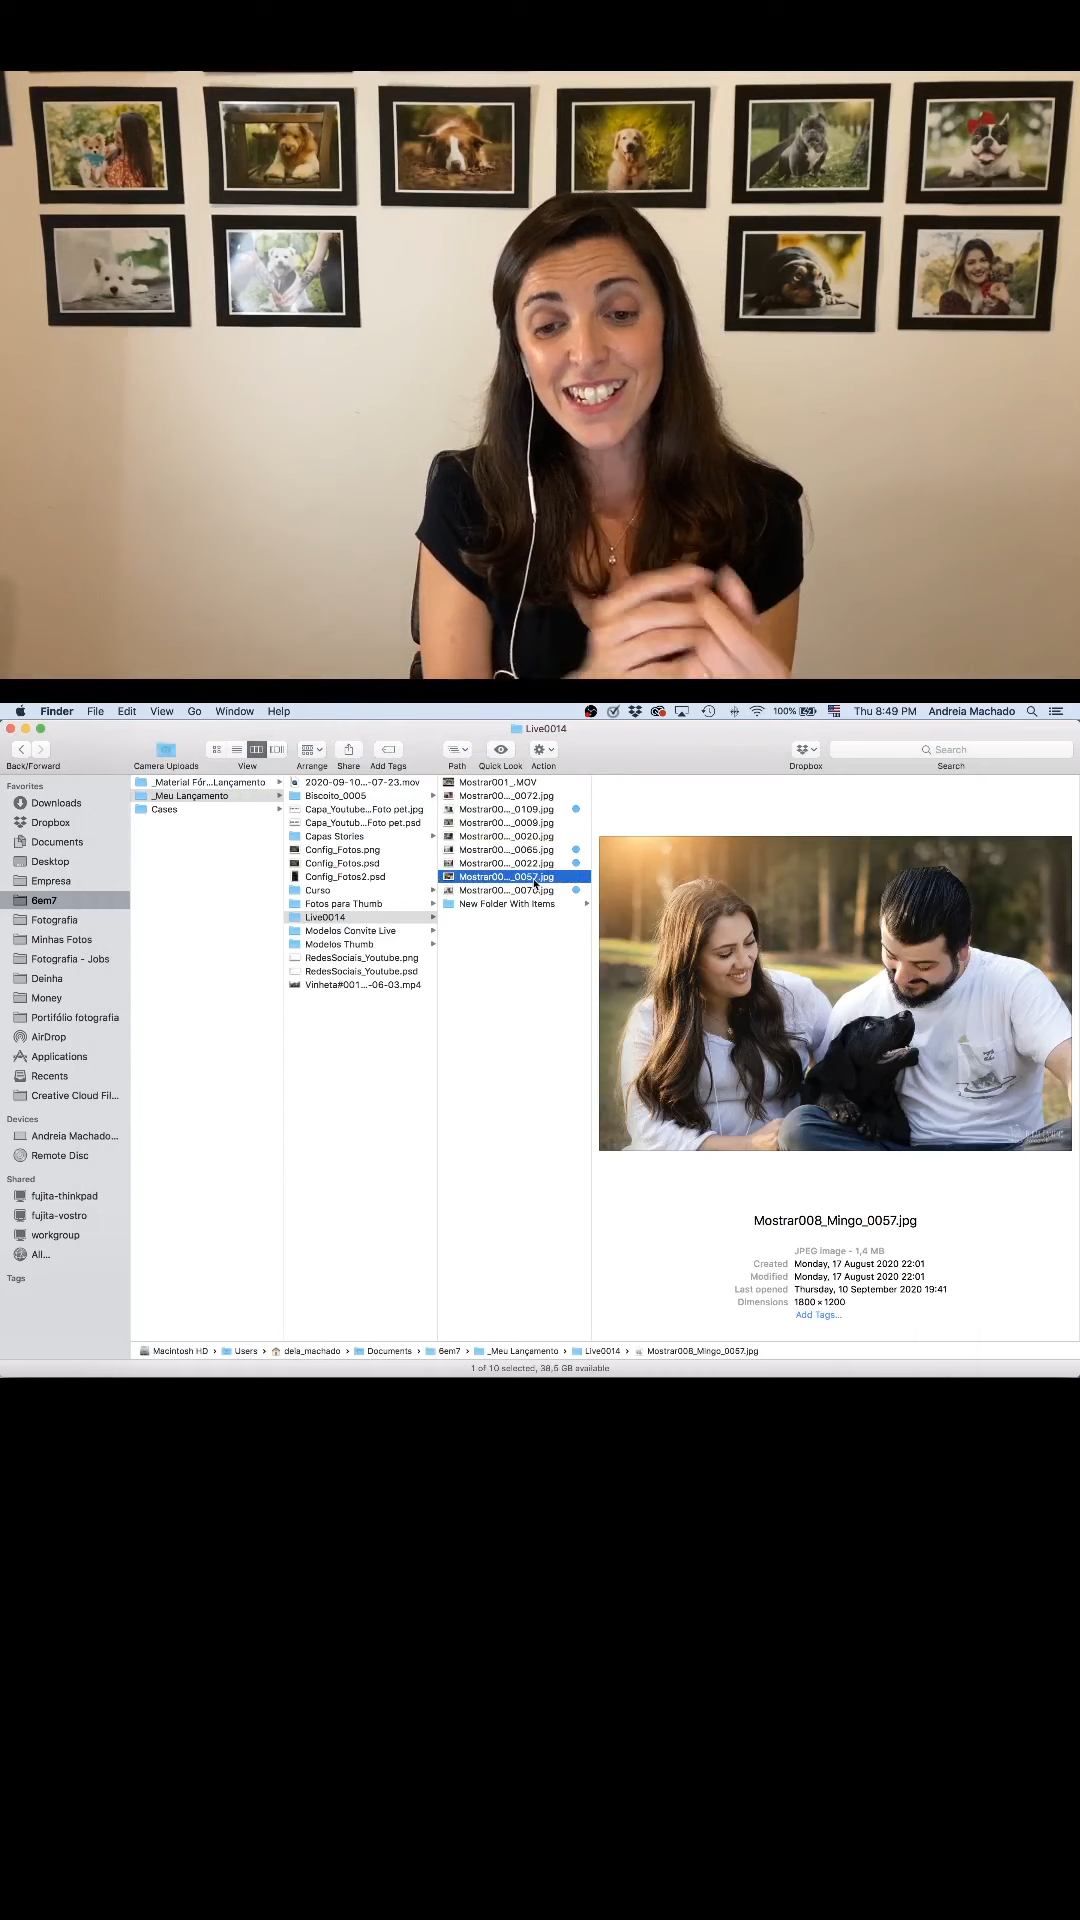 Finder File Edit View Go Window Help 100% Thu 8:49 PM Andreia Machado
Live0014
Search
Back/Forward Camera Uploads View Arrange Share Add Tags Path Quick Look Action Dropbox Search
Favorites
Downloads
Dropbox
Documents
Desktop
Empresa
6em7
Fotografia
Minhas Fotos
Fotografia - Jobs
Deinha
Money
Portifólio fotografia
AirDrop
Applications
Recents
Creative Cloud Fil...
Devices
Andreia Machado...
Remote Disc
Shared
fujita-thinkpad
fujita-vostro
workgroup
All...
Tags
_Material Fór...Lançamento
_Meu Lançamento
Cases
2020-09-10...-07-23.mov
Biscoito_0005
Capa_Youtube...Foto pet.jpg
Capa_Youtub...Foto pet.psd
Capas Stories
Config_Fotos.png
Config_Fotos.psd
Config_Fotos2.psd
Curso
Fotos para Thumb
Live0014
Modelos Convite Live
Modelos Thumb
RedesSociais_Youtube.png
RedesSociais_Youtube.psd
Vinheta#001...-06-03.mp4
Mostrar001_.MOV
Mostrar00..._0072.jpg
Mostrar00..._0109.jpg
Mostrar00..._0009.jpg
Mostrar00..._0020.jpg
Mostrar00..._0065.jpg
Mostrar00..._0022.jpg
Mostrar00..._0057.jpg
Mostrar00..._0070.jpg
New Folder With Items
Mostrar008_Mingo_0057.jpg
JPEG image - 1,4 MB
Created Monday, 17 August 2020 22:01
Modified Monday, 17 August 2020 22:01
Last opened Thursday, 10 September 2020 19:41
Dimensions 1800 × 1200
Add Tags...
Macintosh HD › Users › deia_machado › Documents › 6em7 › _Meu Lançamento › Live0014 › Mostrar008_Mingo_0057.jpg
1 of 10 selected, 38,5 GB available